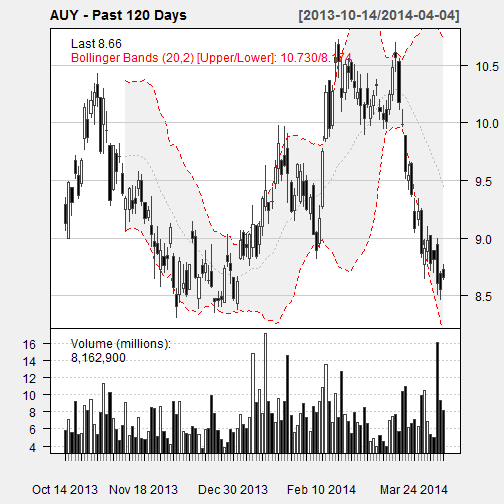 AUY - Past 120 Days [2013-10-14/2014-04-04]
Last 8.66
Bollinger Bands (20,2) [Upper/Lower]: 10.730/8.
10.5
10.0
9.5
9.0
8.5
Volume (millions):
8,162,900
16
14
12
10
8
6
4
Oct 14 2013 Nov 18 2013 Dec 30 2013 Feb 10 2014 Mar 24 2014